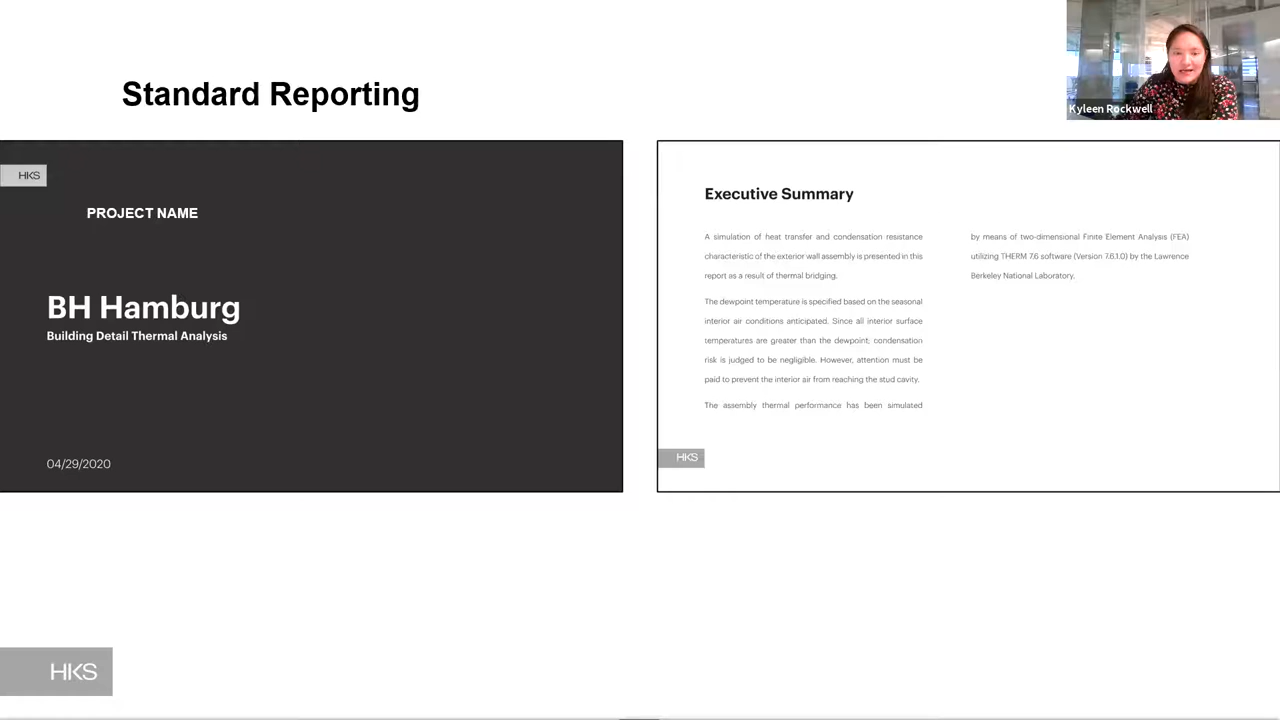 Standard Reporting
Kyleen Rockwell
HKS
PROJECT NAME
BH Hamburg
Building Detail Thermal Analysis
04/29/2020
Executive Summary
A simulation of heat transfer and condensation resistance
characteristic of the exterior wall assembly is presented in this
report as a result of thermal bridging.
The dewpoint temperature is specified based on the seasonal
interior air conditions anticipated. Since all interior surface
temperatures are greater than the dewpoint, condensation
risk is judged to be negligible. However, attention must be
paid to prevent the interior air from reaching the stud cavity.
The assembly thermal performance has been simulated
by means of two-dimensional Finite Element Analysis (FEA)
utilizing THERM 7.6 software (Version 7.6.1.0) by the Lawrence
Berkeley National Laboratory.
HKS
HKS